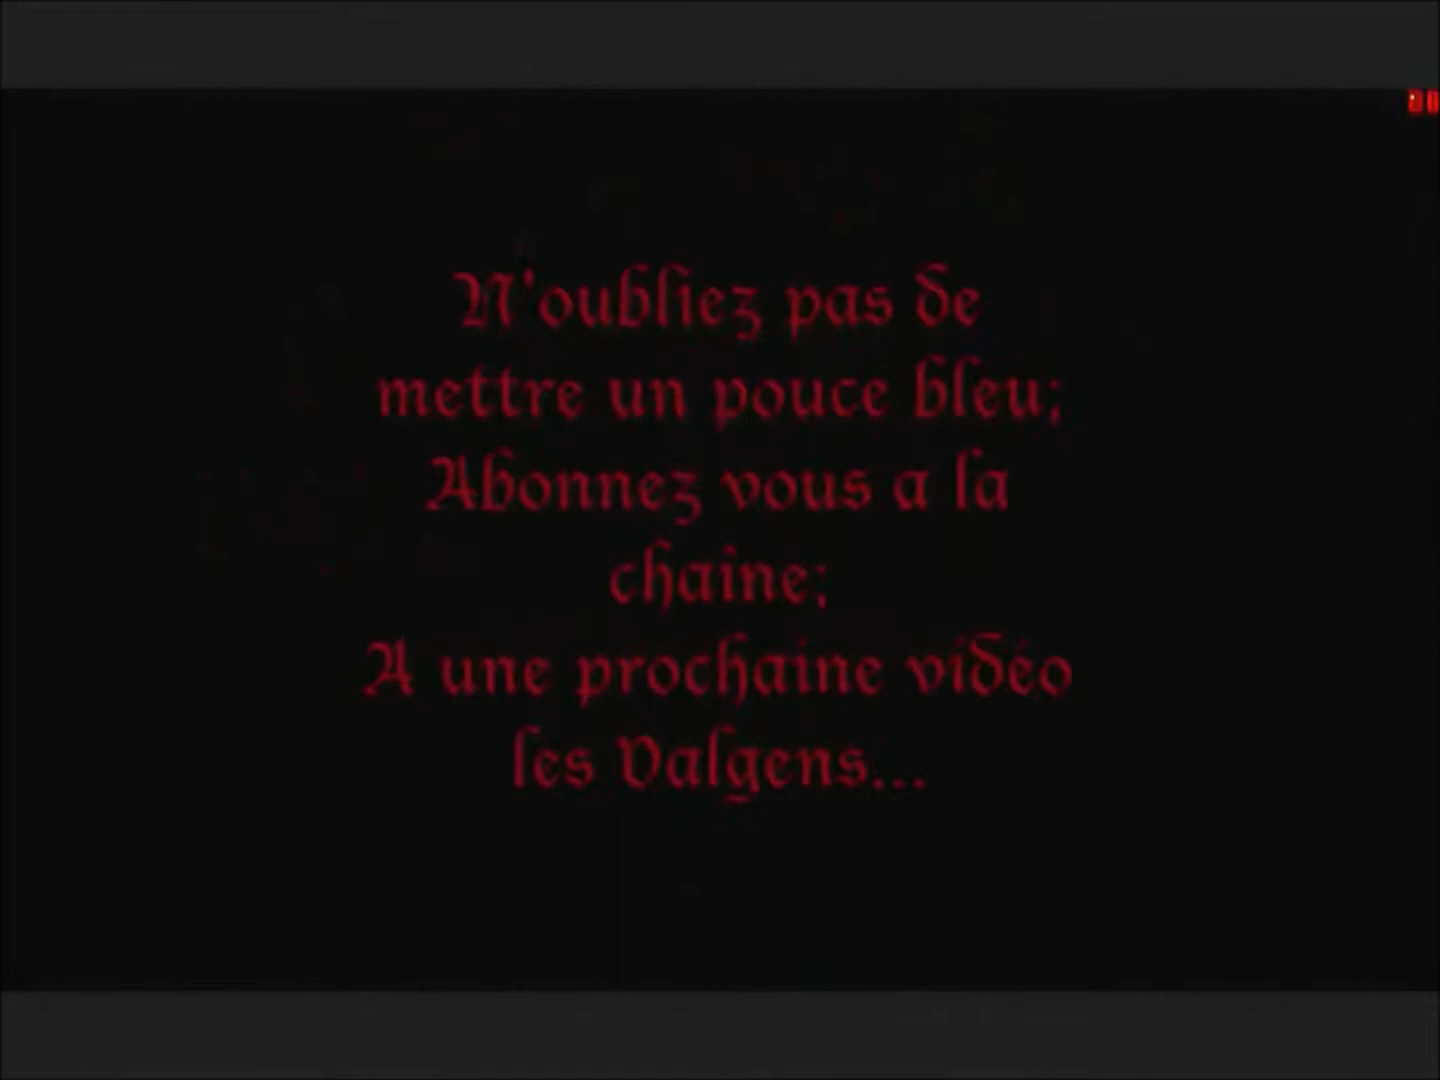 N'oubliez pas de
mettre un pouce bleu;
Abonnez vous a la
chaine;
A une prochaine vidéo
les Valgens...